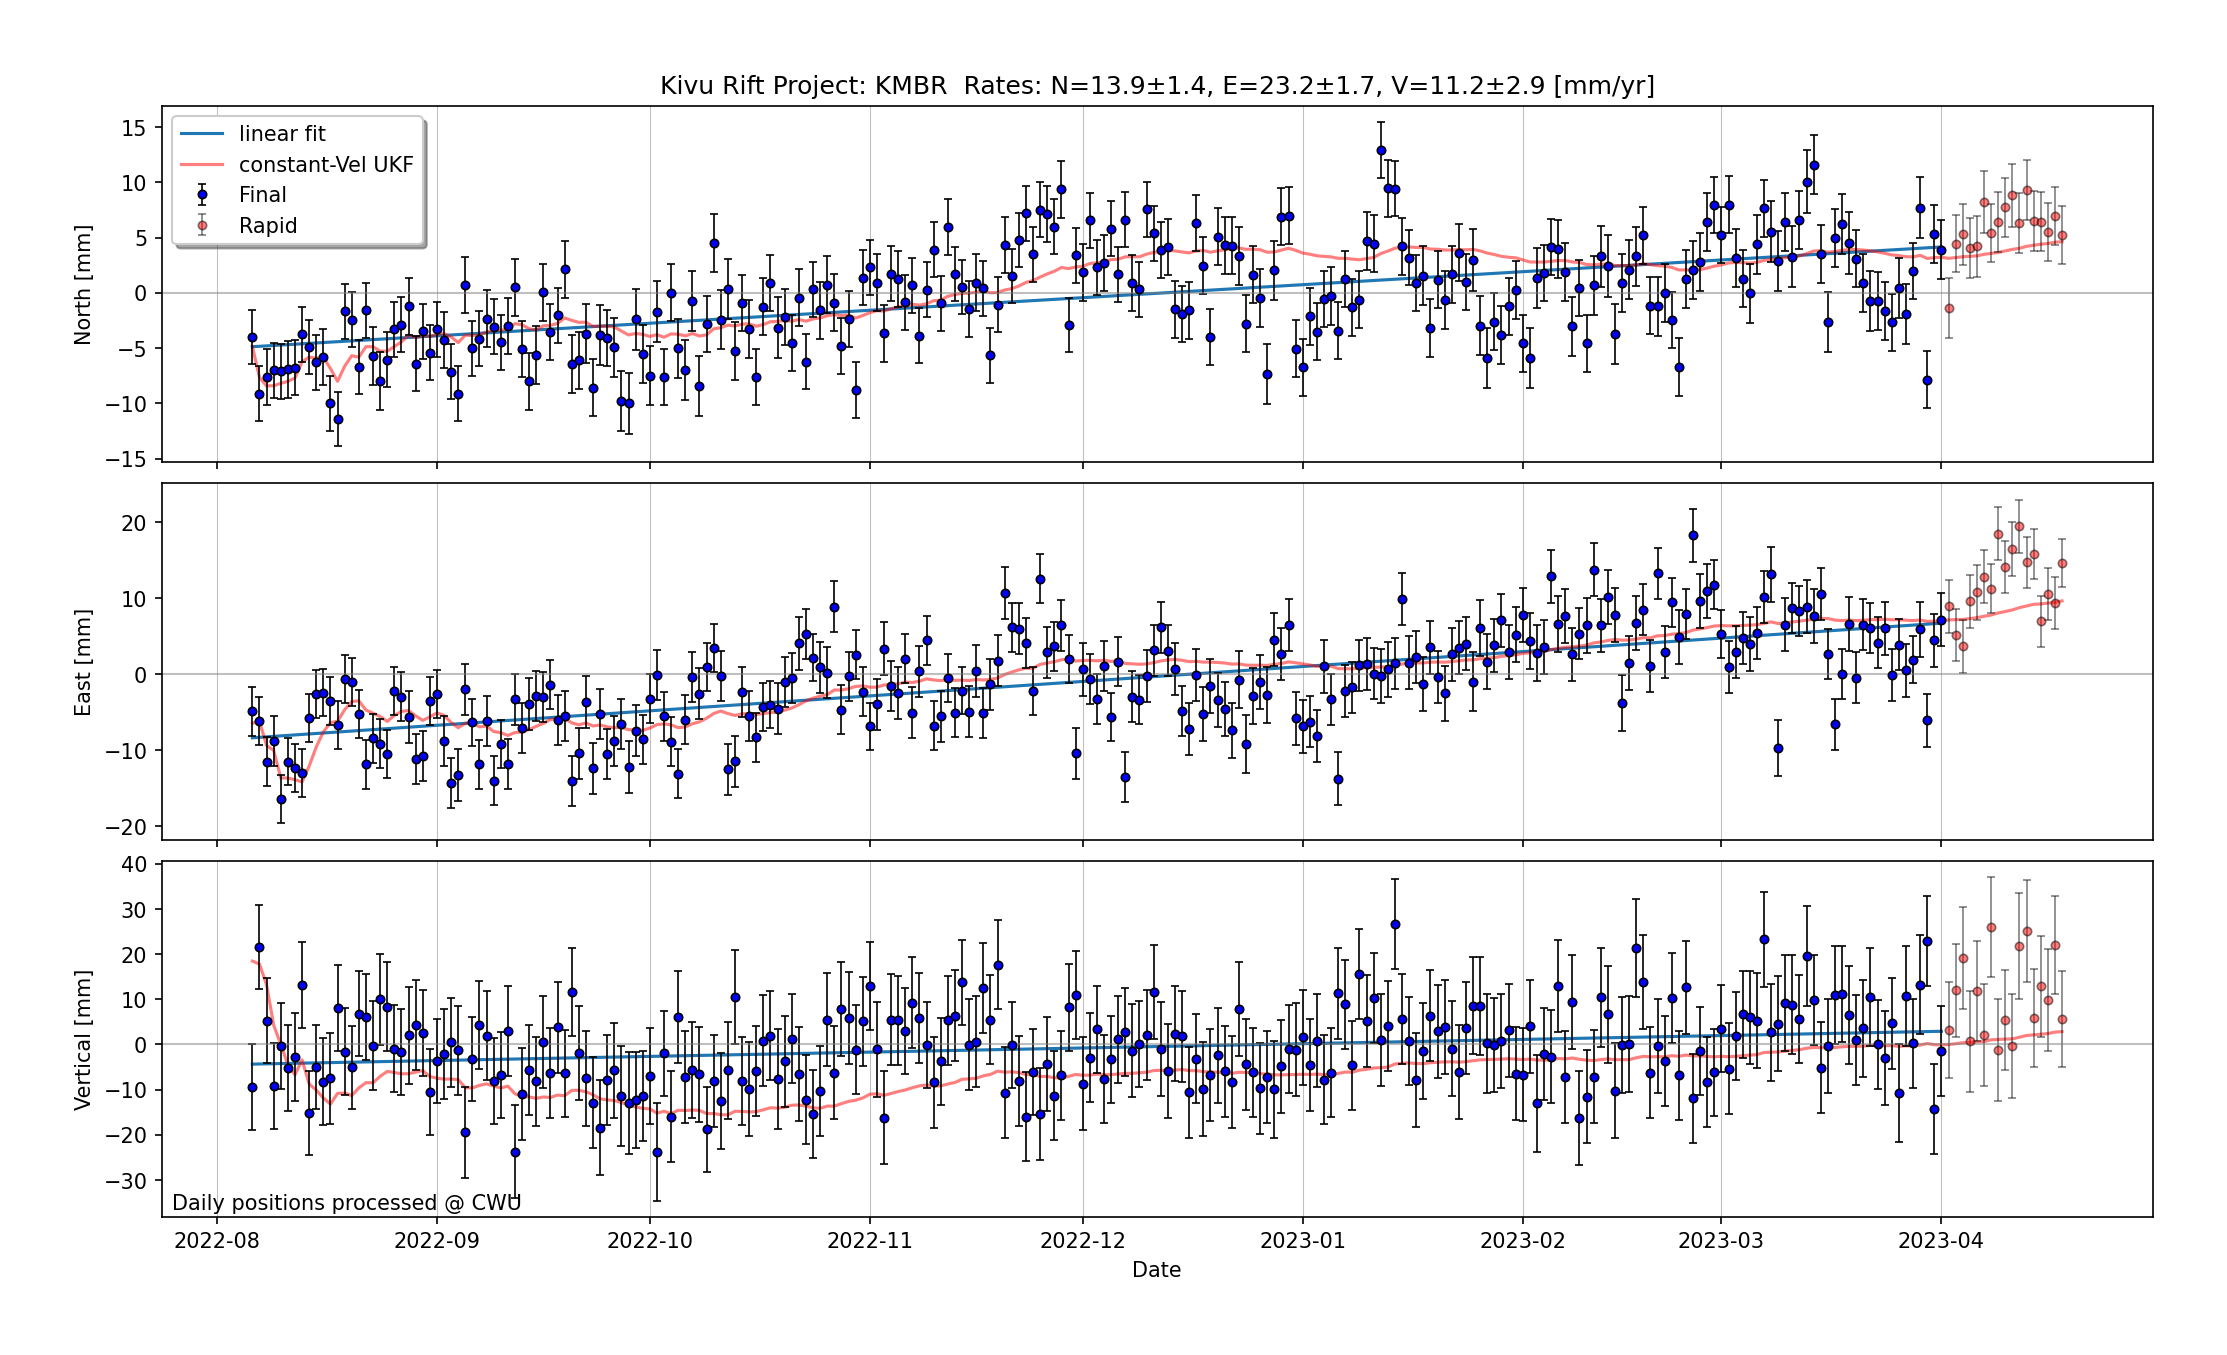 Kivu Rift Project: KMBR  Rates: N=13.9±1.4, E=23.2±1.7, V=11.2±2.9 [mm/yr]
linear fit
constant-Vel UKF
Final
Rapid
North [mm]
15
10
5
0
−5
−10
−15
East [mm]
20
10
0
−10
−20
Vertical [mm]
40
30
20
10
0
−10
−20
−30
Daily positions processed @ CWU
2022-08 2022-09 2022-10 2022-11 2022-12 2023-01 2023-02 2023-03 2023-04
Date